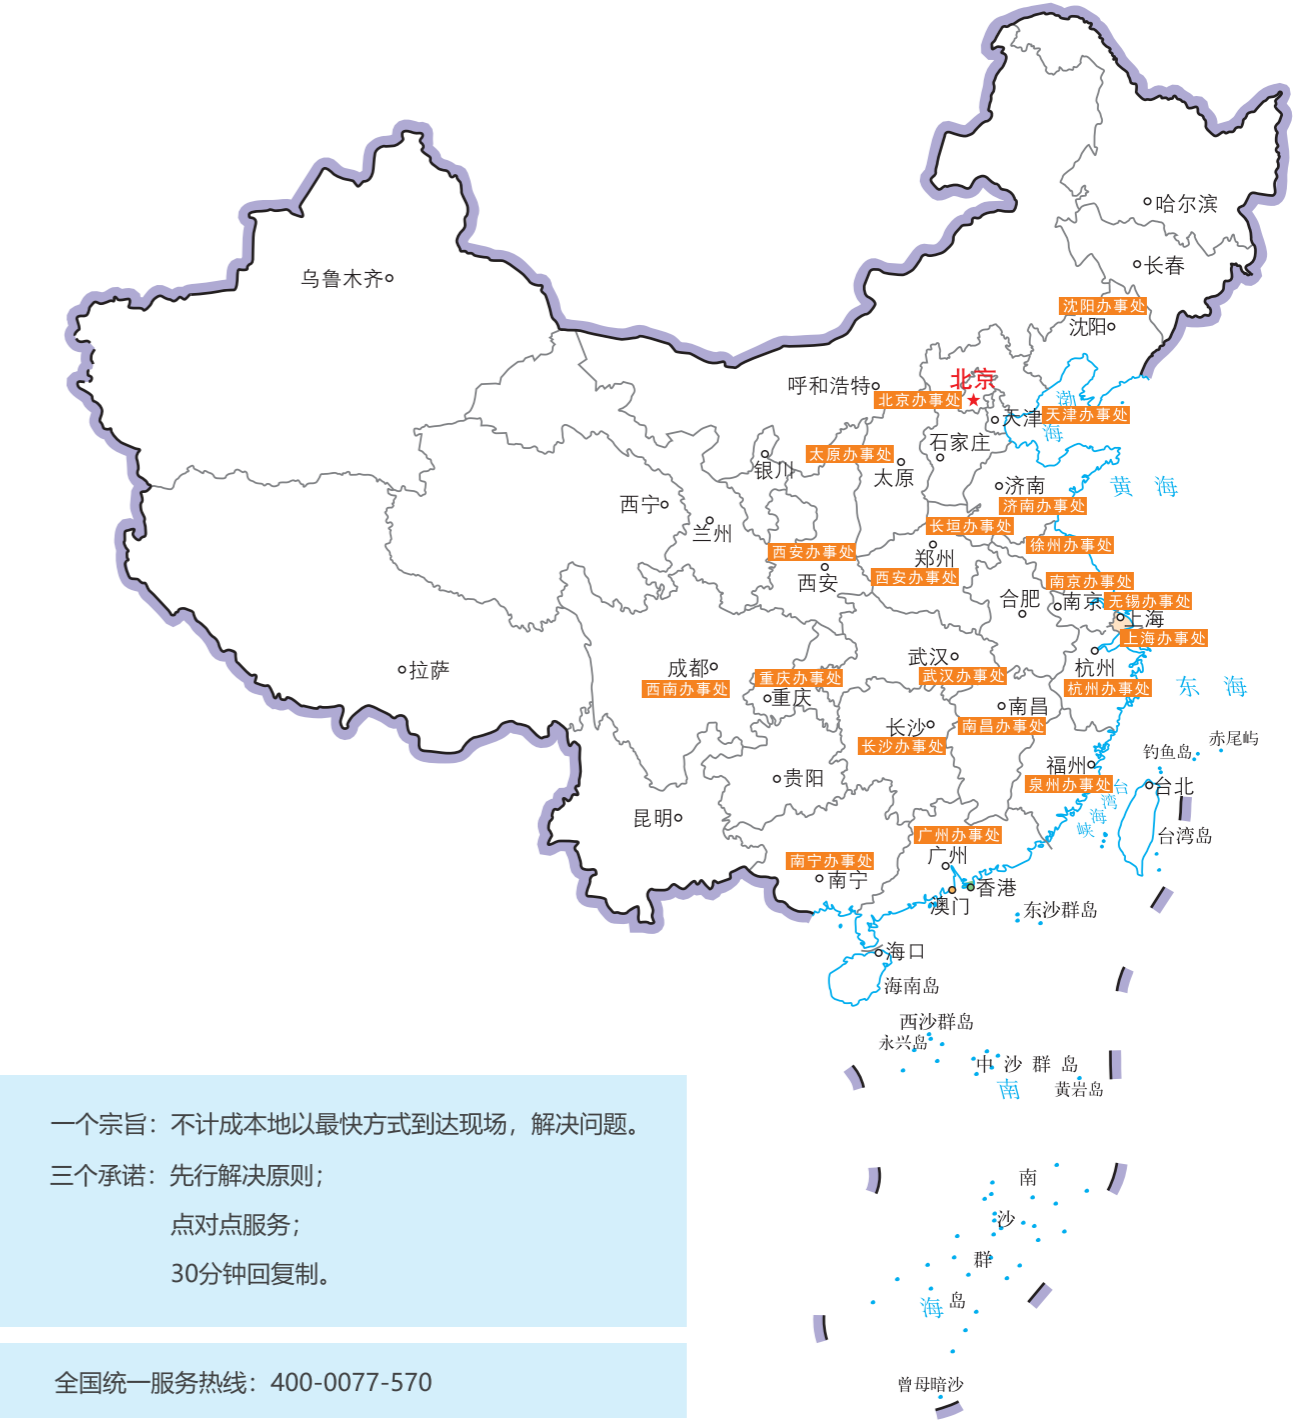 哈尔滨
长春
乌鲁木齐
沈阳办事处
沈阳
北京
呼和浩特
北京办事处
渤
天津
天津办事处
海
石家庄
太原办事处
银川
太原
济南
黄 海
西宁
济南办事处
兰州
长垣办事处
徐州办事处
西安办事处
郑州
西安
西安办事处
南京办事处
合肥
南京
无锡办事处
上海
上海办事处
武汉
杭州
拉萨
成都
重庆办事处
武汉办事处
西南办事处
杭州办事处
东 海
重庆
南昌
长沙
南昌办事处
长沙办事处
赤尾屿
钓鱼岛
福州
贵阳
泉州办事处
台
湾
海
峡
台北
昆明
广州办事处
台湾岛
广州
南宁办事处
南宁
香港
澳门
东沙群岛
海口
海南岛
西沙群岛
永兴岛
中沙群岛
南
黄岩岛
一个宗旨：不计成本地以最快方式到达现场，解决问题。
三个承诺：先行解决原则；
点对点服务；
30分钟回复制。
南
沙
群
岛
海
全国统一服务热线：400-0077-570
曾母暗沙